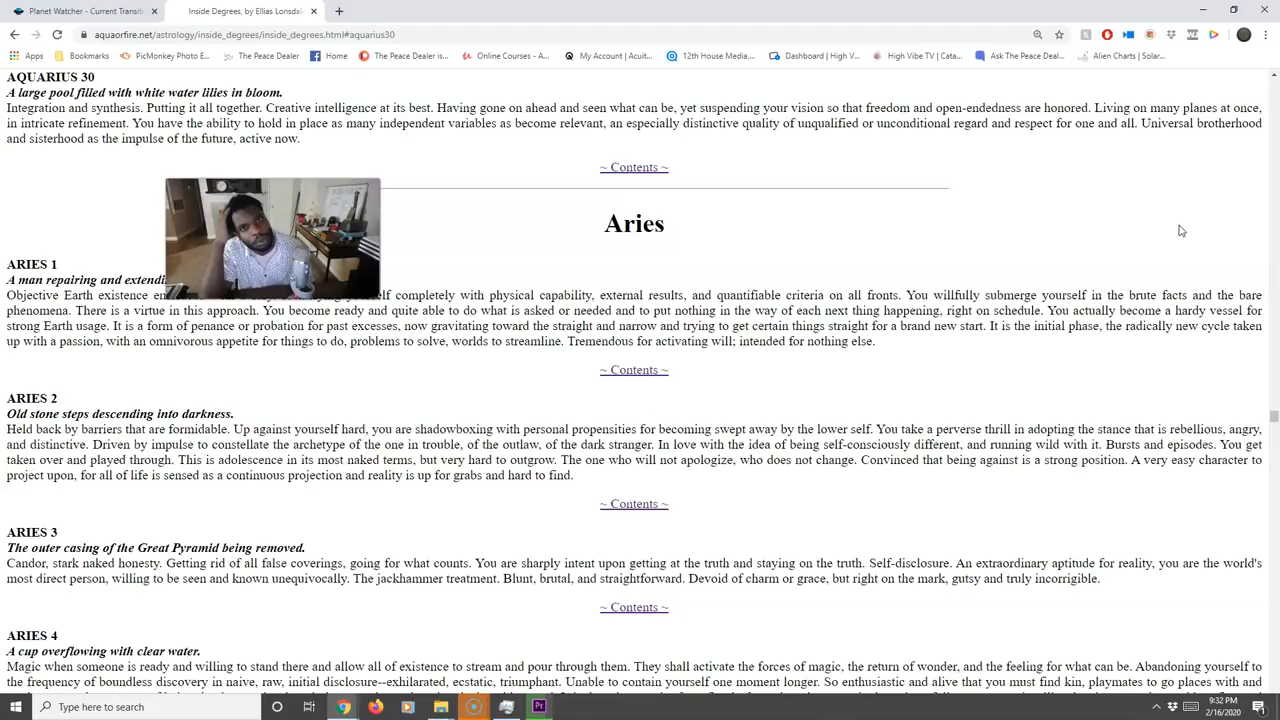 Planet Watcher - Current Transit
Inside Degrees, by Ellias Lonsdal
aquaorfire.net/astrology/inside_degrees/inside_degrees.html#aquarius30
Apps Bookmarks PicMonkey Photo E... The Peace Dealer Home The Peace Dealer is... Online Courses - A... My Account | Acuit... 12th House Media,... Dashboard | High V... High Vibe TV | Cata... Ask The Peace Deal... Alien Charts | Solar...
AQUARIUS 30
A large pool filled with white water lilies in bloom.
Integration and synthesis. Putting it all together. Creative intelligence at its best. Having gone on ahead and seen what can be, yet suspending your vision so that freedom and open-endedness are honored. Living on many planes at once,
in intricate refinement. You have the ability to hold in place as many independent variables as become relevant, an especially distinctive quality of unqualified or unconditional regard and respect for one and all. Universal brotherhood
and sisterhood as the impulse of the future, active now.
~ Contents ~
Aries
ARIES 1
A man repairing and extendi
Objective Earth existence en self completely with physical capability, external results, and quantifiable criteria on all fronts. You willfully submerge yourself in the brute facts and the bare
phenomena. There is a virtue in this approach. You become ready and quite able to do what is asked or needed and to put nothing in the way of each next thing happening, right on schedule. You actually become a hardy vessel for
strong Earth usage. It is a form of penance or probation for past excesses, now gravitating toward the straight and narrow and trying to get certain things straight for a brand new start. It is the initial phase, the radically new cycle taken
up with a passion, with an omnivorous appetite for things to do, problems to solve, worlds to streamline. Tremendous for activating will; intended for nothing else.
~ Contents ~
ARIES 2
Old stone steps descending into darkness.
Held back by barriers that are formidable. Up against yourself hard, you are shadowboxing with personal propensities for becoming swept away by the lower self. You take a perverse thrill in adopting the stance that is rebellious, angry,
and distinctive. Driven by impulse to constellate the archetype of the one in trouble, of the outlaw, of the dark stranger. In love with the idea of being self-consciously different, and running wild with it. Bursts and episodes. You get
taken over and played through. This is adolescence in its most naked terms, but very hard to outgrow. The one who will not apologize, who does not change. Convinced that being against is a strong position. A very easy character to
project upon, for all of life is sensed as a continuous projection and reality is up for grabs and hard to find.
~ Contents ~
ARIES 3
The outer casing of the Great Pyramid being removed.
Candor, stark naked honesty. Getting rid of all false coverings, going for what counts. You are sharply intent upon getting at the truth and staying on the truth. Self-disclosure. An extraordinary aptitude for reality, you are the world's
most direct person, willing to be seen and known unequivocally. The jackhammer treatment. Blunt, brutal, and straightforward. Devoid of charm or grace, but right on the mark, gutsy and truly incorrigible.
~ Contents ~
ARIES 4
A cup overflowing with clear water.
Magic when someone is ready and willing to stand there and allow all of existence to stream and pour through them. They shall activate the forces of magic, the return of wonder, and the feeling for what can be. Abandoning yourself to
the frequency of boundless discovery in naive, raw, initial disclosure--exhilarated, ecstatic, triumphant. Unable to contain yourself one moment longer. So enthusiastic and alive that you must find kin, playmates to go places with and
Type here to search
9:32 PM
2/16/2020